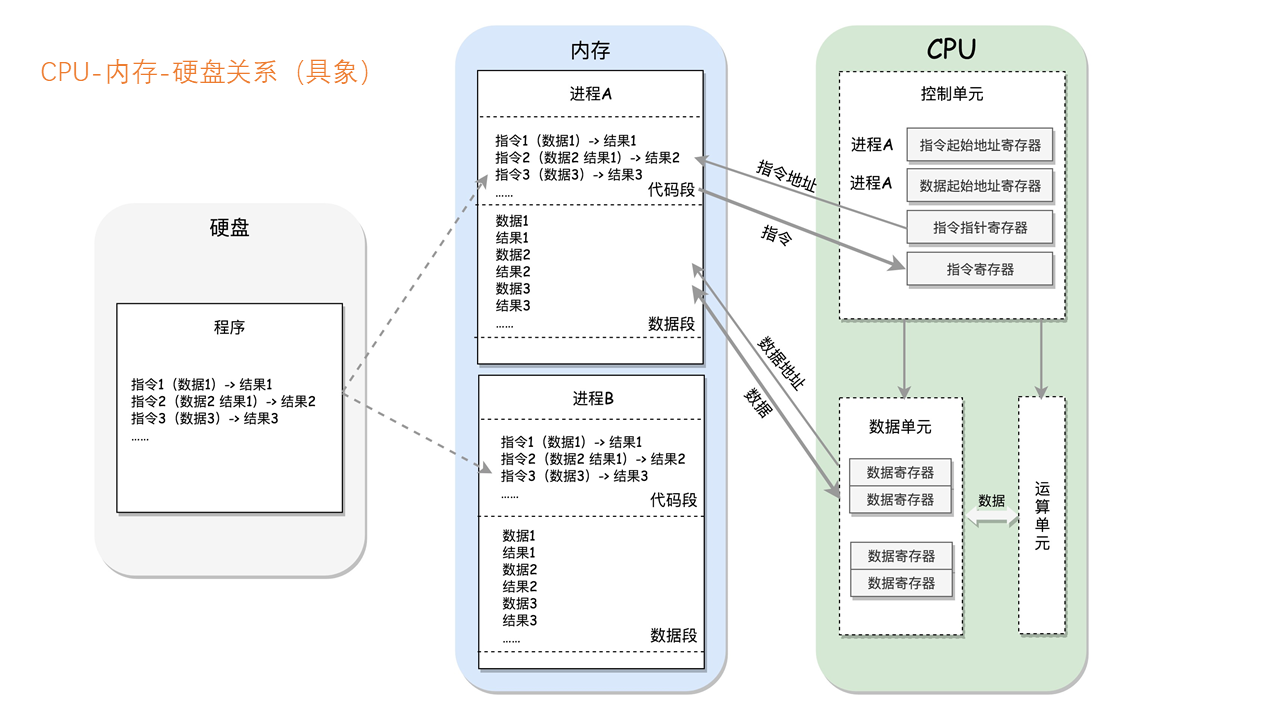 CPU-内存-硬盘关系（具象）
硬盘
程序
指令1（数据1）-> 结果1
指令2（数据2 结果1）-> 结果2
指令3（数据3）-> 结果3
……
内存
进程A
指令1（数据1）-> 结果1
指令2（数据2 结果1）-> 结果2
指令3（数据3）-> 结果3
……
代码段
数据1
结果1
数据2
结果2
数据3
结果3
……
数据段
进程B
指令1（数据1）-> 结果1
指令2（数据2 结果1）-> 结果2
指令3（数据3）-> 结果3
……
代码段
数据1
结果1
数据2
结果2
数据3
结果3
……
数据段
指令地址
指令
数据地址
数据
CPU
控制单元
进程A
指令起始地址寄存器
进程A
数据起始地址寄存器
指令指针寄存器
指令寄存器
数据单元
数据寄存器
数据寄存器
数据寄存器
数据寄存器
数据
运算单元